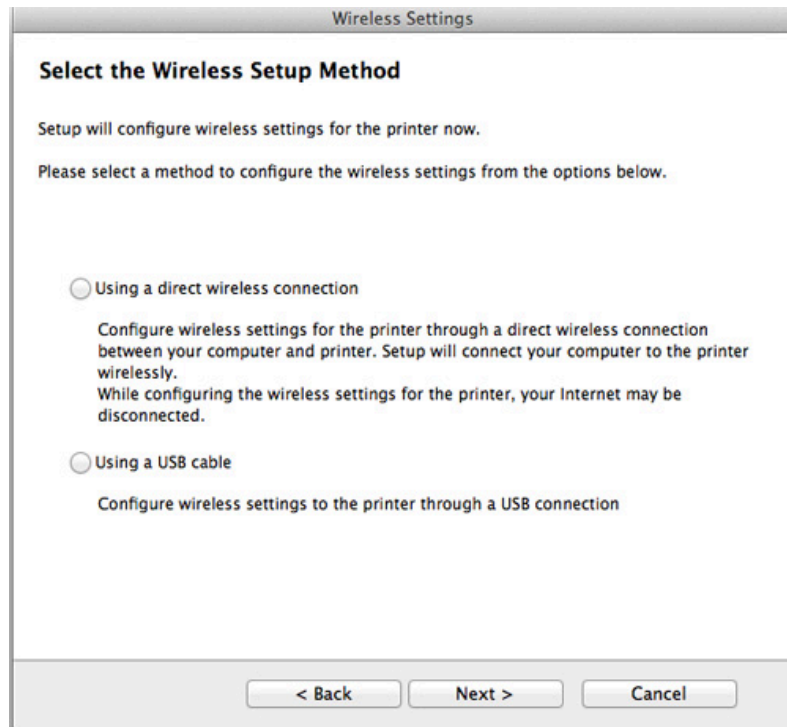 Wireless Settings
Select the Wireless Setup Method
Setup will configure wireless settings for the printer now.
Please select a method to configure the wireless settings from the options below.
Using a direct wireless connection
Configure wireless settings for the printer through a direct wireless connection
between your computer and printer. Setup will connect your computer to the printer
wirelessly.
While configuring the wireless settings for the printer, your Internet may be
disconnected.
Using a USB cable
Configure wireless settings to the printer through a USB connection
< Back Next > Cancel